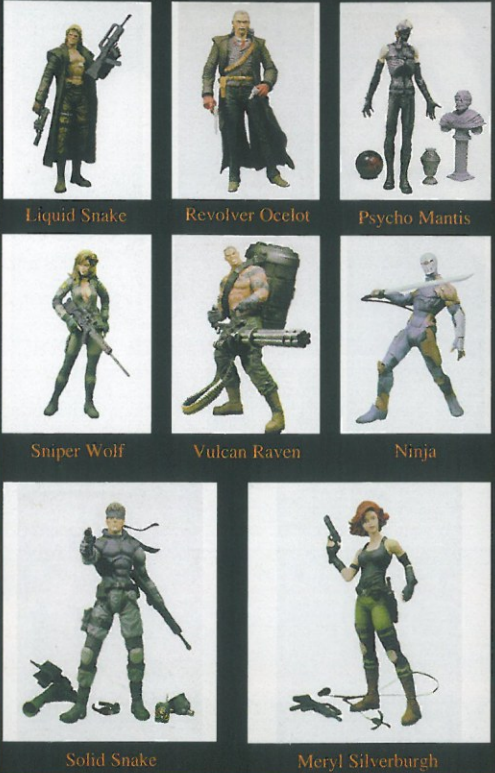 Liquid Snake
Revolver Ocelot
Psycho Mantis
Sniper Wolf
Vulcan Raven
Ninja
Solid Snake
Meryl Silverburgh